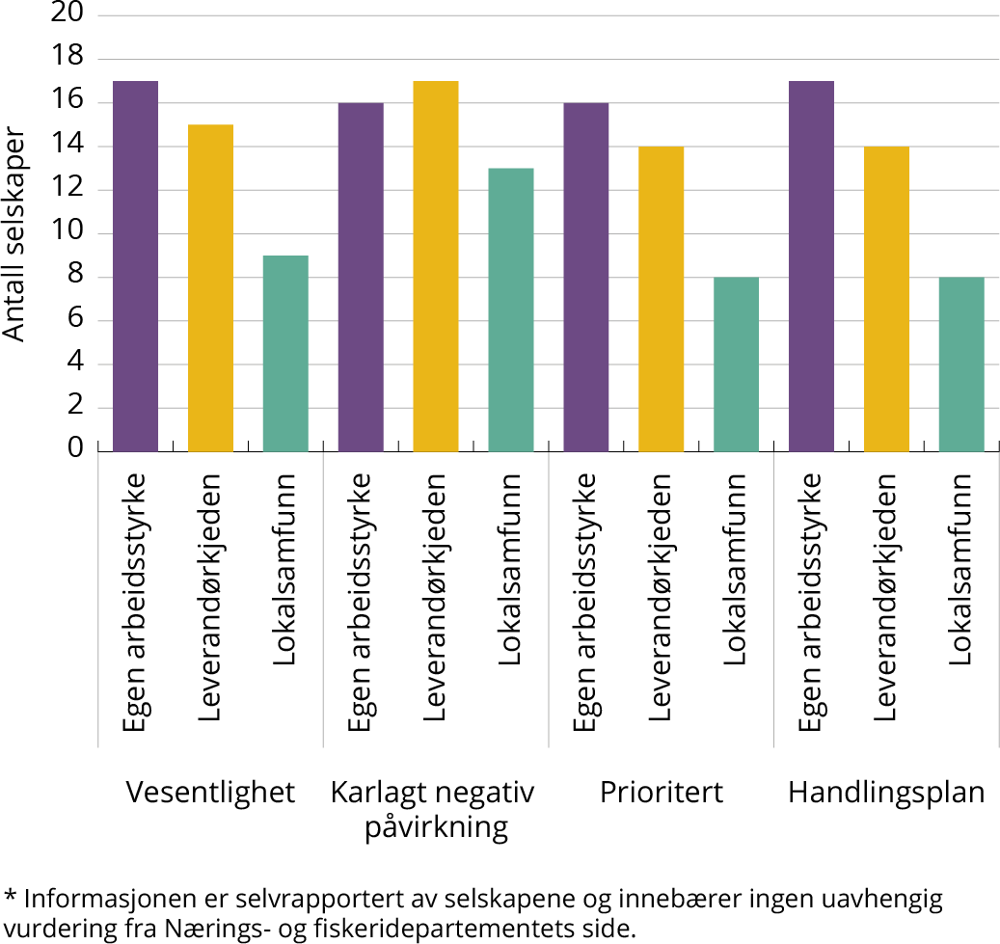 Antall selskaper
20
18
16
14
12
10
8
6
4
2
0
Egen arbeidsstyrke
Leverandørkjeden
Lokalsamfunn
Egen arbeidsstyrke
Leverandørkjeden
Lokalsamfunn
Egen arbeidsstyrke
Leverandørkjeden
Lokalsamfunn
Egen arbeidsstyrke
Leverandørkjeden
Lokalsamfunn
Vesentlighet
Karlagt negativ
påvirkning
Prioritert
Handlingsplan
* Informasjonen er selvrapportert av selskapene og innebærer ingen uavhengig
vurdering fra Nærings- og fiskeridepartementets side.